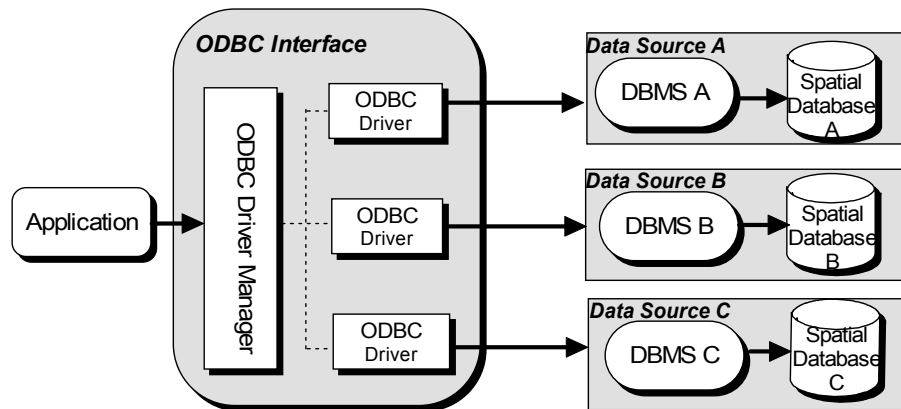 ODBC Interface
Application
ODBC Driver Manager
ODBC
Driver
ODBC
Driver
ODBC
Driver
Data Source A
DBMS A
Spatial
Database
A
Data Source B
DBMS B
Spatial
Database
B
Data Source C
DBMS C
Spatial
Database
C